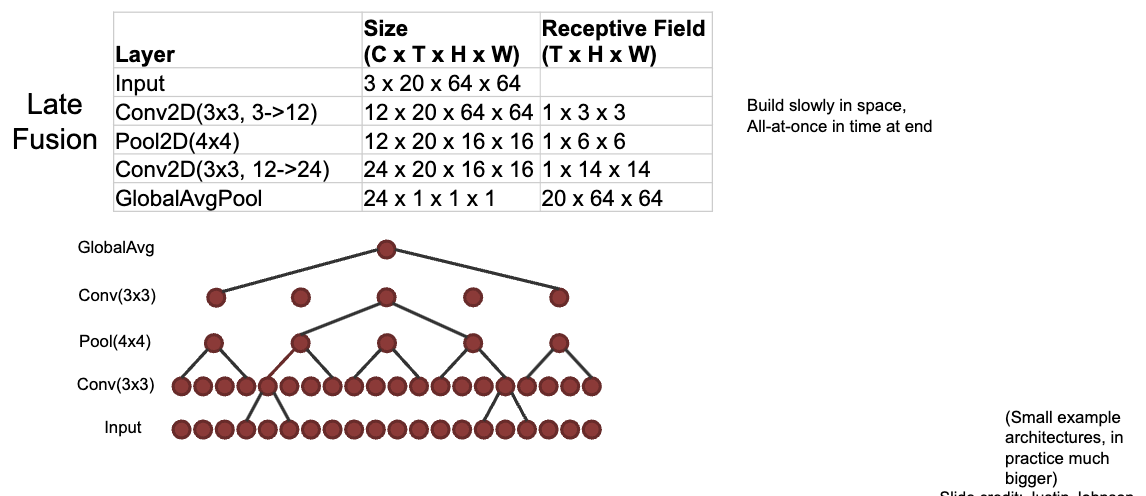 Late
Fusion
Layer Size (C x T x H x W) Receptive Field (T x H x W)
Input 3 x 20 x 64 x 64
Conv2D(3x3, 3->12) 12 x 20 x 64 x 64 1 x 3 x 3
Pool2D(4x4) 12 x 20 x 16 x 16 1 x 6 x 6
Conv2D(3x3, 12->24) 24 x 20 x 16 x 16 1 x 14 x 14
GlobalAvgPool 24 x 1 x 1 x 1 20 x 64 x 64
Build slowly in space,
All-at-once in time at end
GlobalAvg
Conv(3x3)
Pool(4x4)
Conv(3x3)
Input
(Small example
architectures, in
practice much
bigger)
Slide credit: Justin Johnson